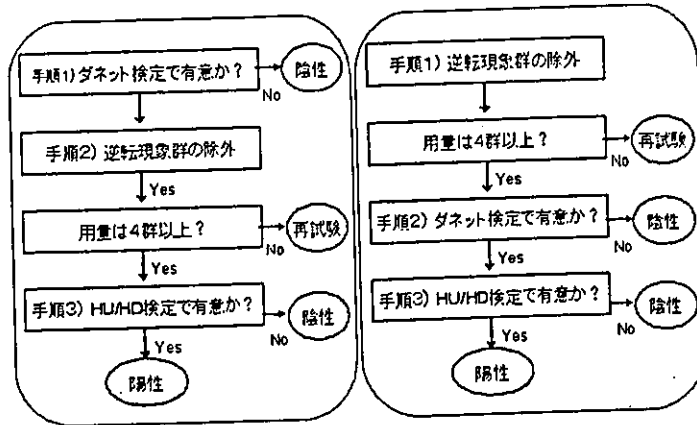 手順1) ダネット検定で有意か?
No
陰性
手順2) 逆転現象群の除外
Yes
用量は4群以上?
No
再試験
Yes
手順3) HU/HD検定で有意か?
No
陰性
Yes
陽性
手順1) 逆転現象群の除外
用量は4群以上?
No
再試験
Yes
手順2) ダネット検定で有意か?
No
陰性
Yes
手順3) HU/HD検定で有意か?
No
陰性
Yes
陽性